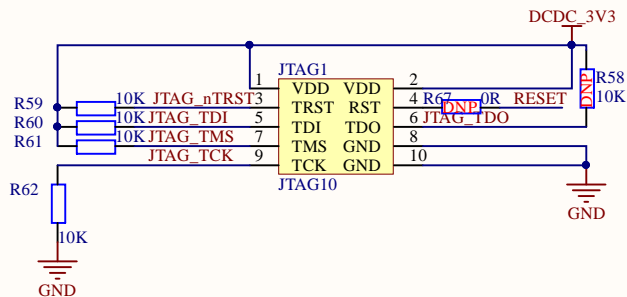 DCDC_3V3
JTAG1
1 VDD VDD 2
R59 10K JTAG_nTRST 3 TRST RST 4 R67 DNP 0R RESET
R60 10K JTAG_TDI 5 TDI TDO 6 JTAG_TDO
R61 10K JTAG_TMS 7 TMS GND 8
JTAG_TCK 9 TCK GND 10
JTAG10
R58
DNP
10K
R62
10K
GND
GND